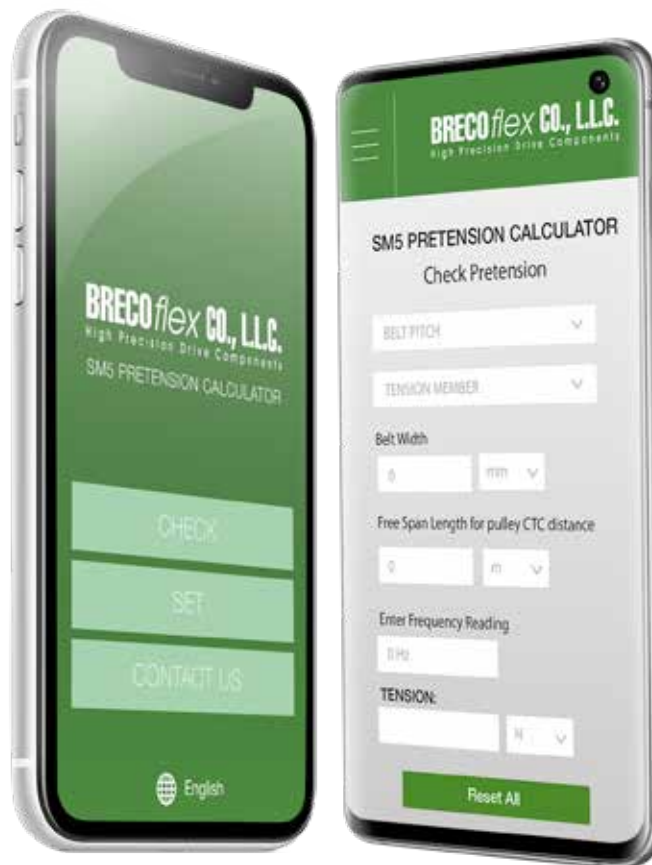 BRECOflex CO., L.L.C.
High Precision Drive Components
SM5 PRETENSION CALCULATOR
CHECK
SET
CONTACT US
English
BRECOflex CO., L.L.C.
High Precision Drive Components
SM5 PRETENSION CALCULATOR
Check Pretension
BELT PITCH
TENSION MEMBER
Belt Width
0 mm
Free Span Length for pulley CTC distance
0 m
Enter Frequency Reading
0 Hz
TENSION:
N
Reset All